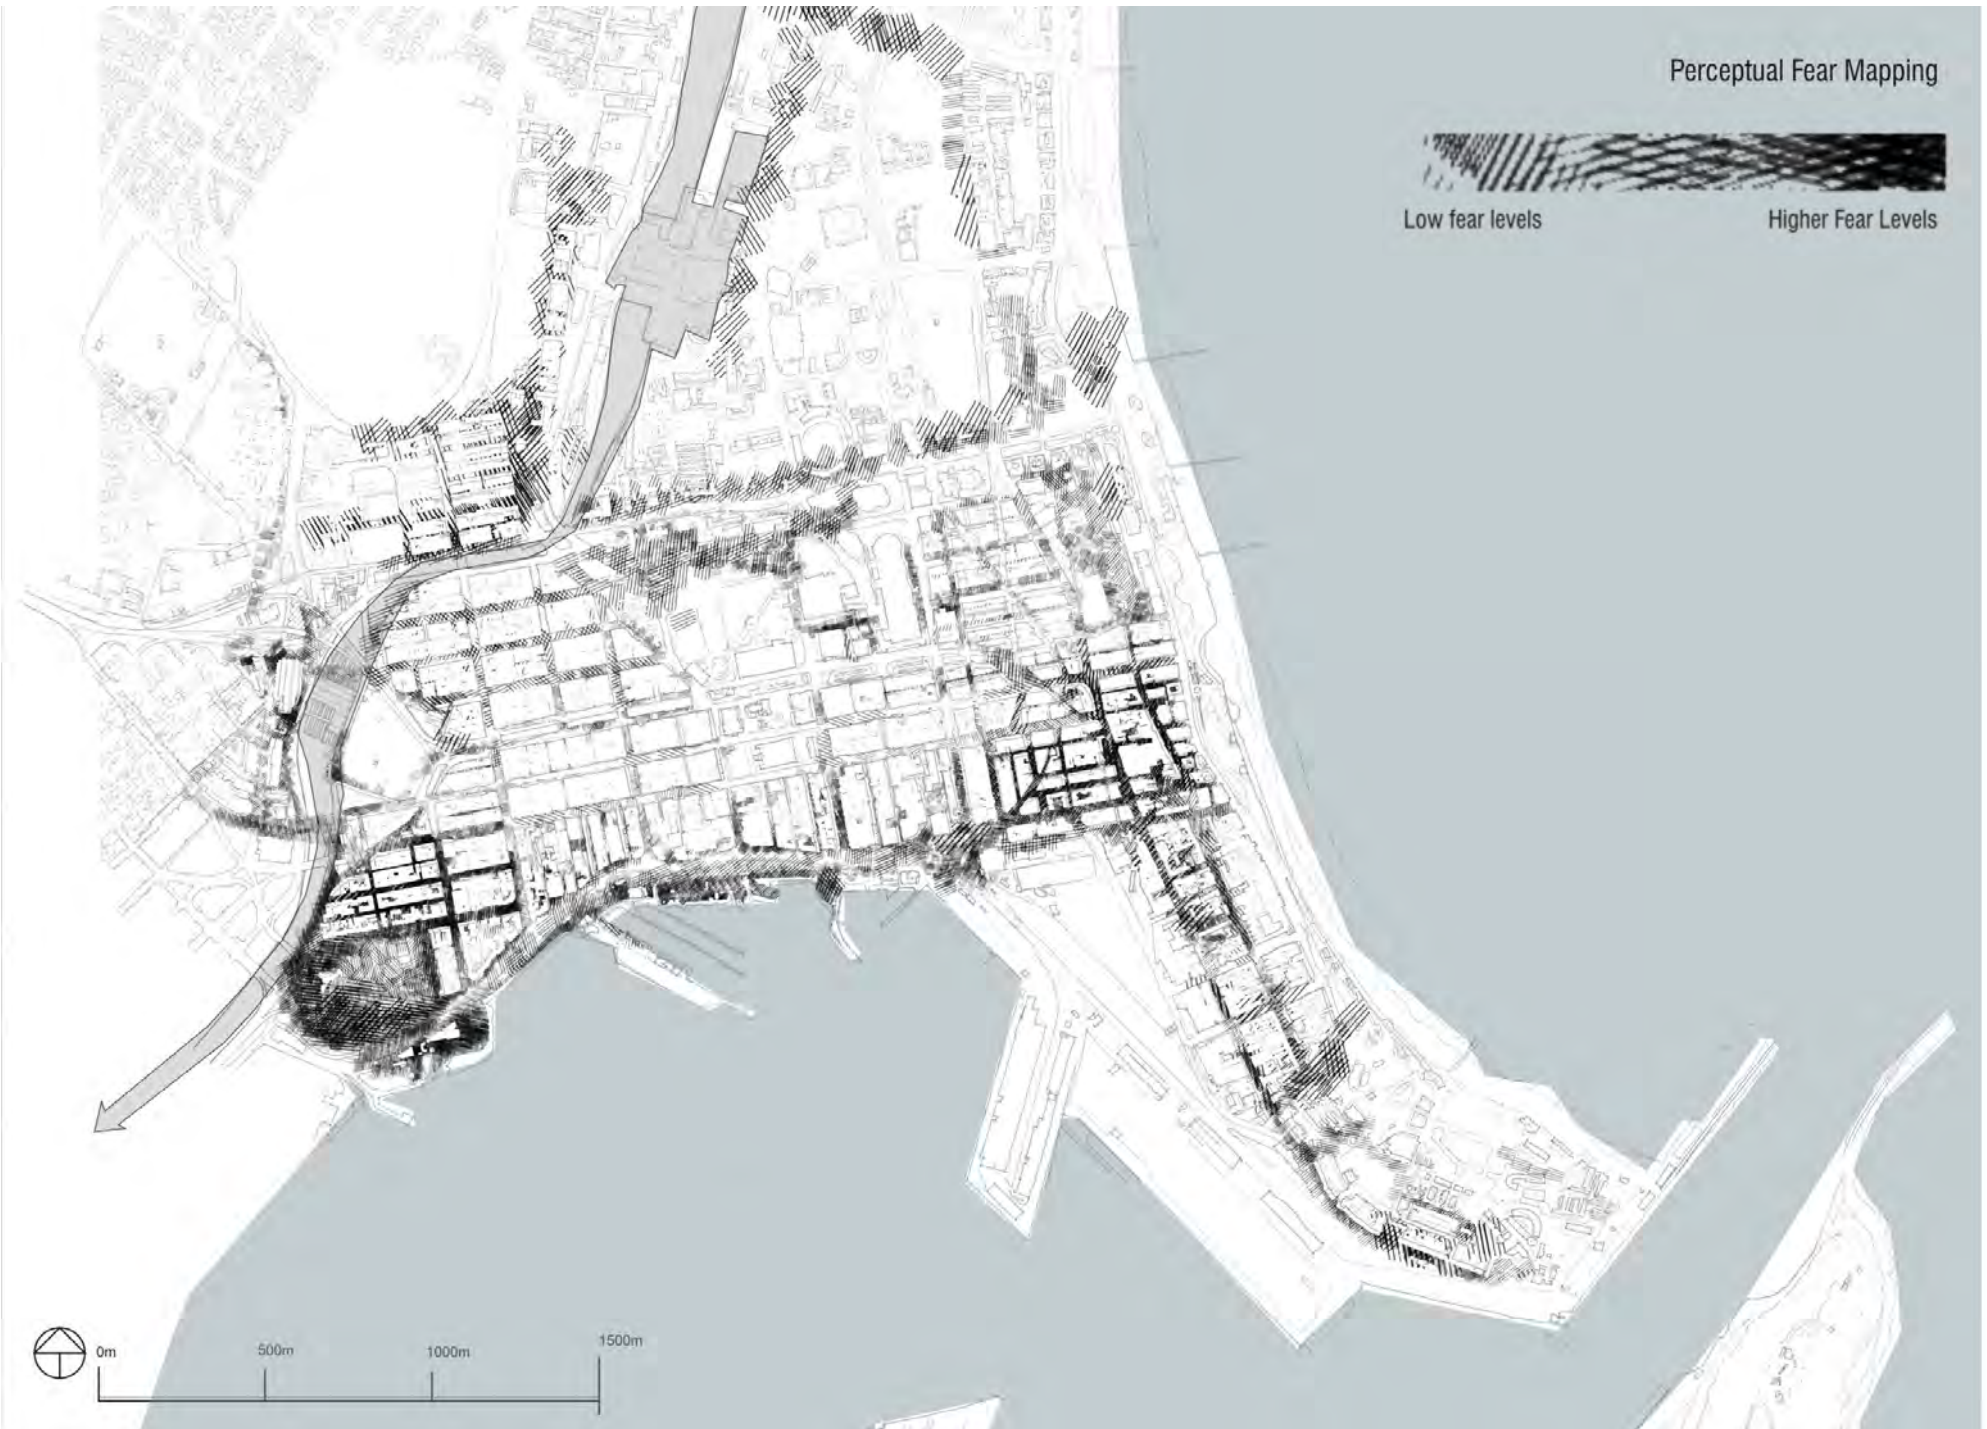 Perceptual Fear Mapping
Low fear levels
Higher Fear Levels
0m
500m
1000m
1500m